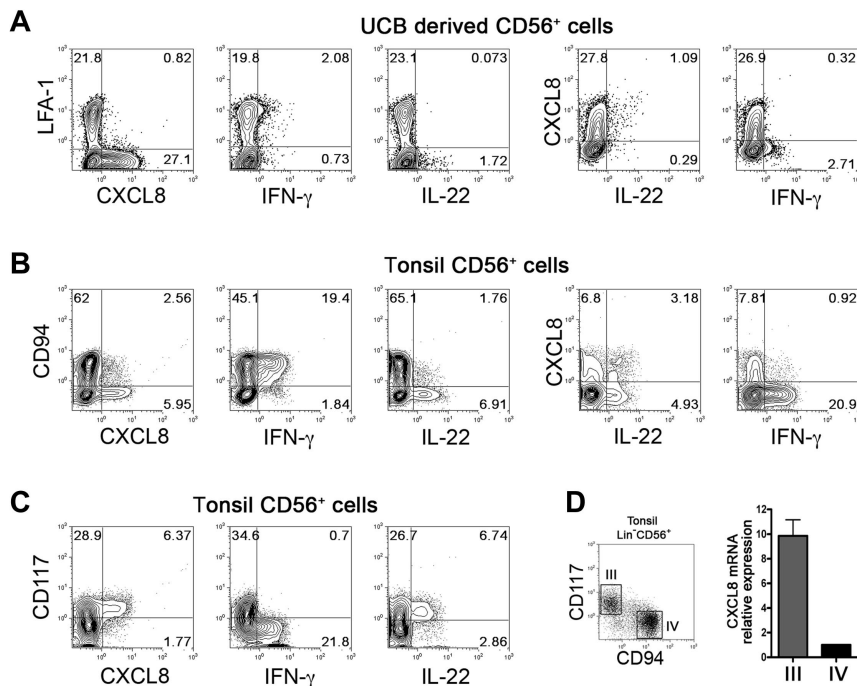 A
UCB derived CD56⁺ cells
21.8 0.82
27.1
LFA-1
CXCL8
19.8 2.08
0.73
IFN-γ
23.1 0.073
1.72
IL-22
27.8 1.09
0.29
CXCL8
IL-22
26.9 0.32
2.71
IFN-γ
B
Tonsil CD56⁺ cells
62 2.56
5.95
CD94
CXCL8
45.1 19.4
1.84
IFN-γ
65.1 1.76
6.91
IL-22
6.8 3.18
4.93
CXCL8
IL-22
7.81 0.92
20.9
IFN-γ
C
Tonsil CD56⁺ cells
28.9 6.37
1.77
CD117
CXCL8
34.6 0.7
21.8
IFN-γ
26.7 6.74
2.86
IL-22
D
Tonsil
Lin⁻CD56⁺
III
IV
CD117
CD94
CXCL8 mRNA
relative expression
12
10
8
6
4
2
0
III IV